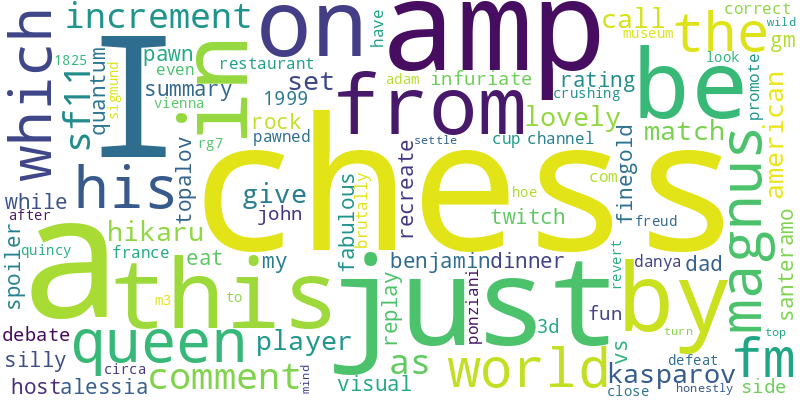 which
increment
on
amp
the
call
correct
wild
museum
gm
have
1825
pawn
restaurant
look
even
quantum
sigmund
in
I
sf11
summary
vienna
set
adam
infuriate
rating
crushing
be
promote
american
1999
from
lovely
rock
pawned
rg7
match
cup
channel
his
while
after
topalov
give
john
chess
recreate
hoe
com
finegold
magnus
twitch
freud
settle
santeramo
spoiler
quincy
a
hikaru
france
eat
my
fabulous
brutally
benjamin
dinner
danya
dad
revert
by
this
m3
to
replay
just
ponziani
3d
fun
debate
queen
player
circa
as
world
vs
turn
defeat
top
fm
silly
host
alessia
comment
mind
visual
kasparov
close
honestly
side